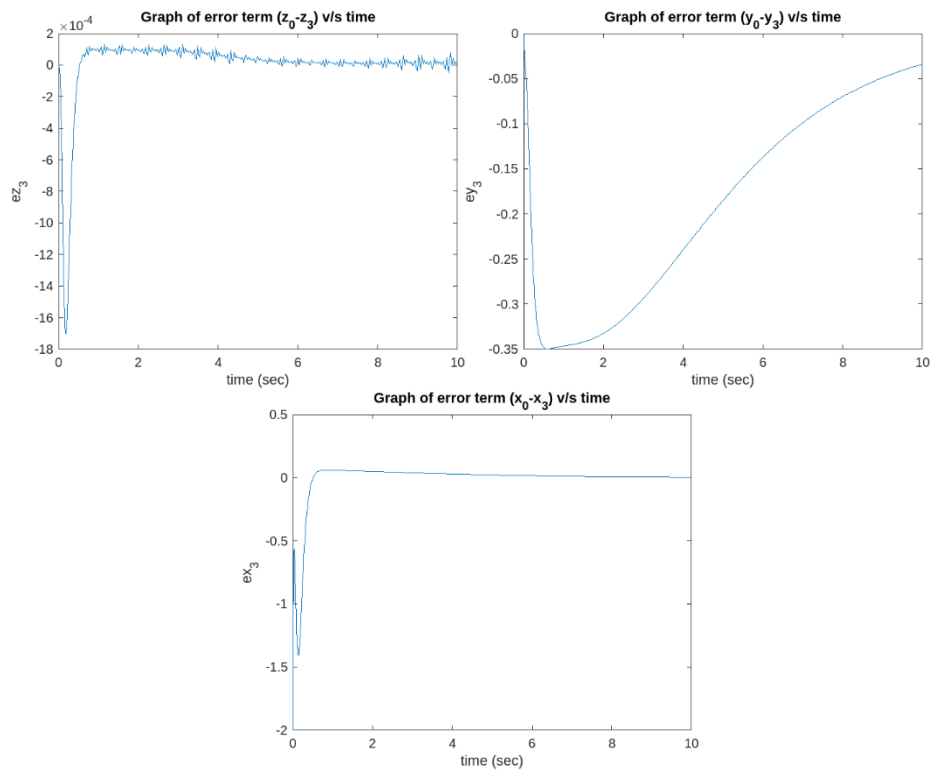 Graph of error term (z₀-z₃) v/s time
×10⁻⁴
2
0
-2
-4
-6
-8
-10
-12
-14
-16
-18
ez₃
0 2 4 6 8 10
time (sec)
Graph of error term (y₀-y₃) v/s time
0
-0.05
-0.1
-0.15
-0.2
-0.25
-0.3
-0.35
ey₃
0 2 4 6 8 10
time (sec)
Graph of error term (x₀-x₃) v/s time
0.5
0
-0.5
-1
-1.5
-2
ex₃
0 2 4 6 8 10
time (sec)